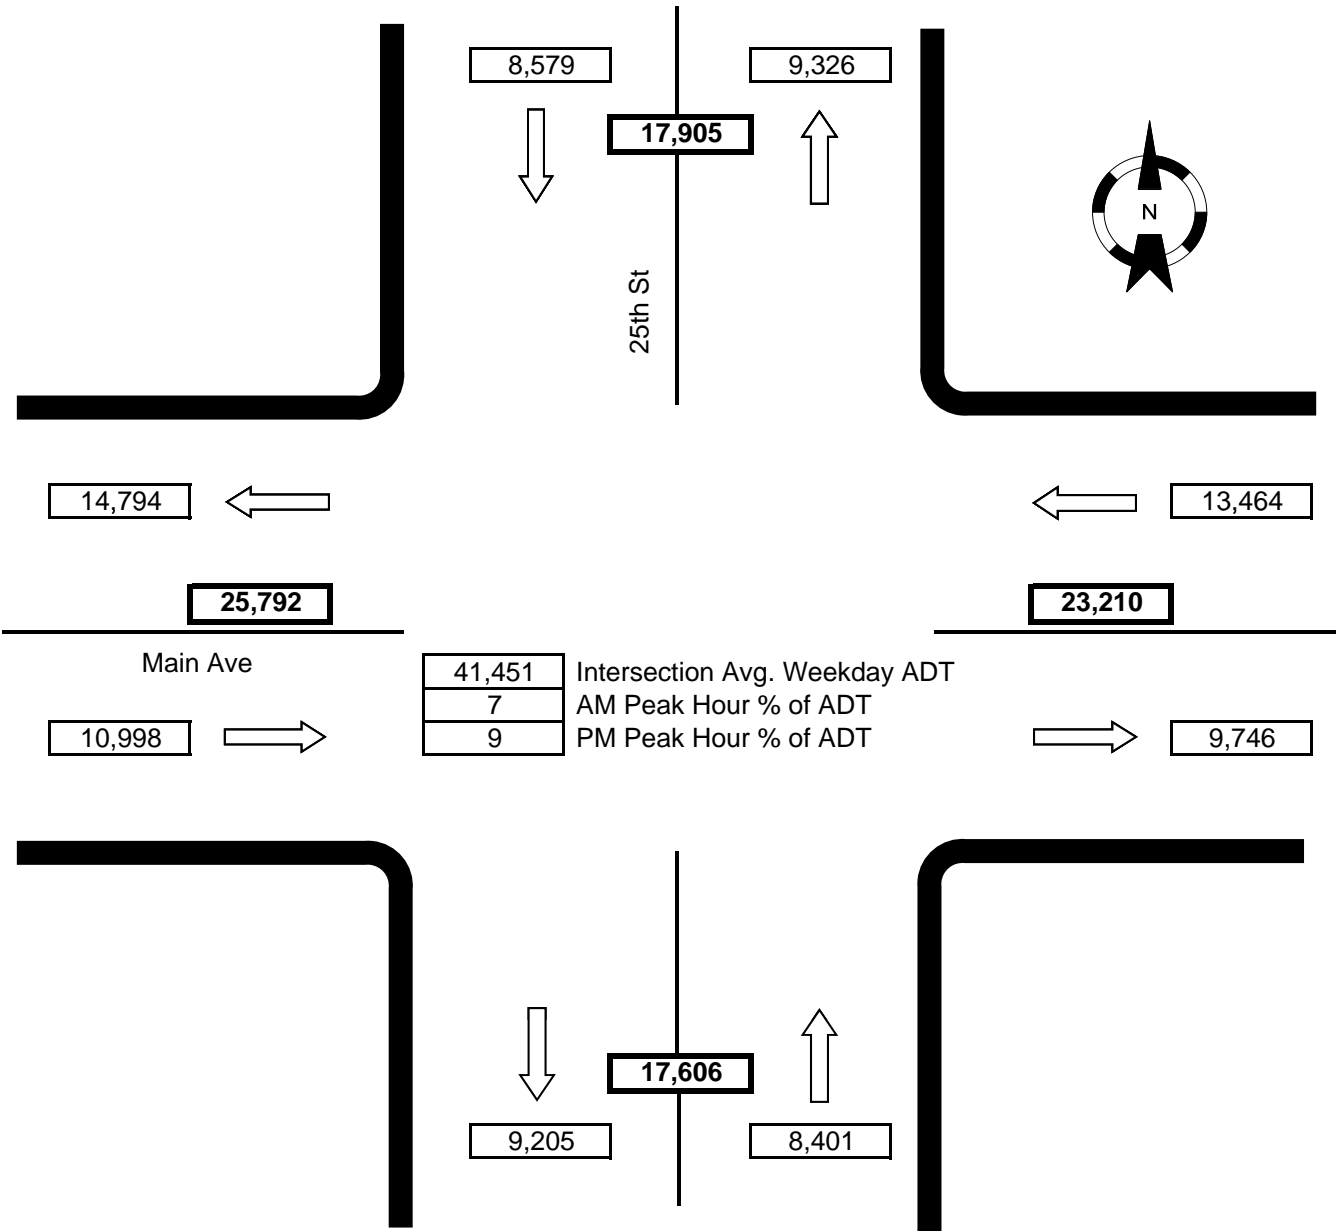 8,579
9,326
17,905
N
25th St
14,794
13,464
25,792
23,210
Main Ave
41,451 Intersection Avg. Weekday ADT
7 AM Peak Hour % of ADT
10,998
9 PM Peak Hour % of ADT
9,746
17,606
9,205
8,401